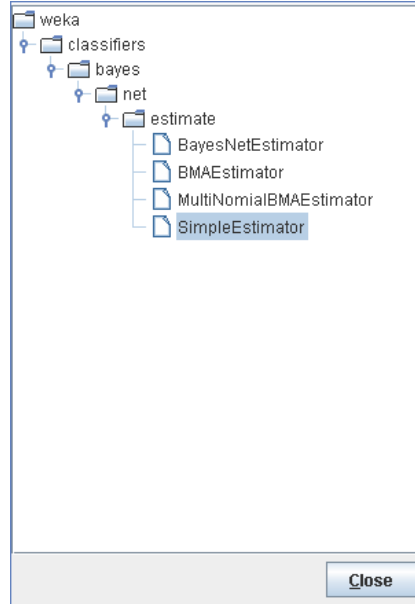 weka
classifiers
bayes
net
estimate
BayesNetEstimator
BMAEstimator
MultiNomialBMAEstimator
SimpleEstimator
Close